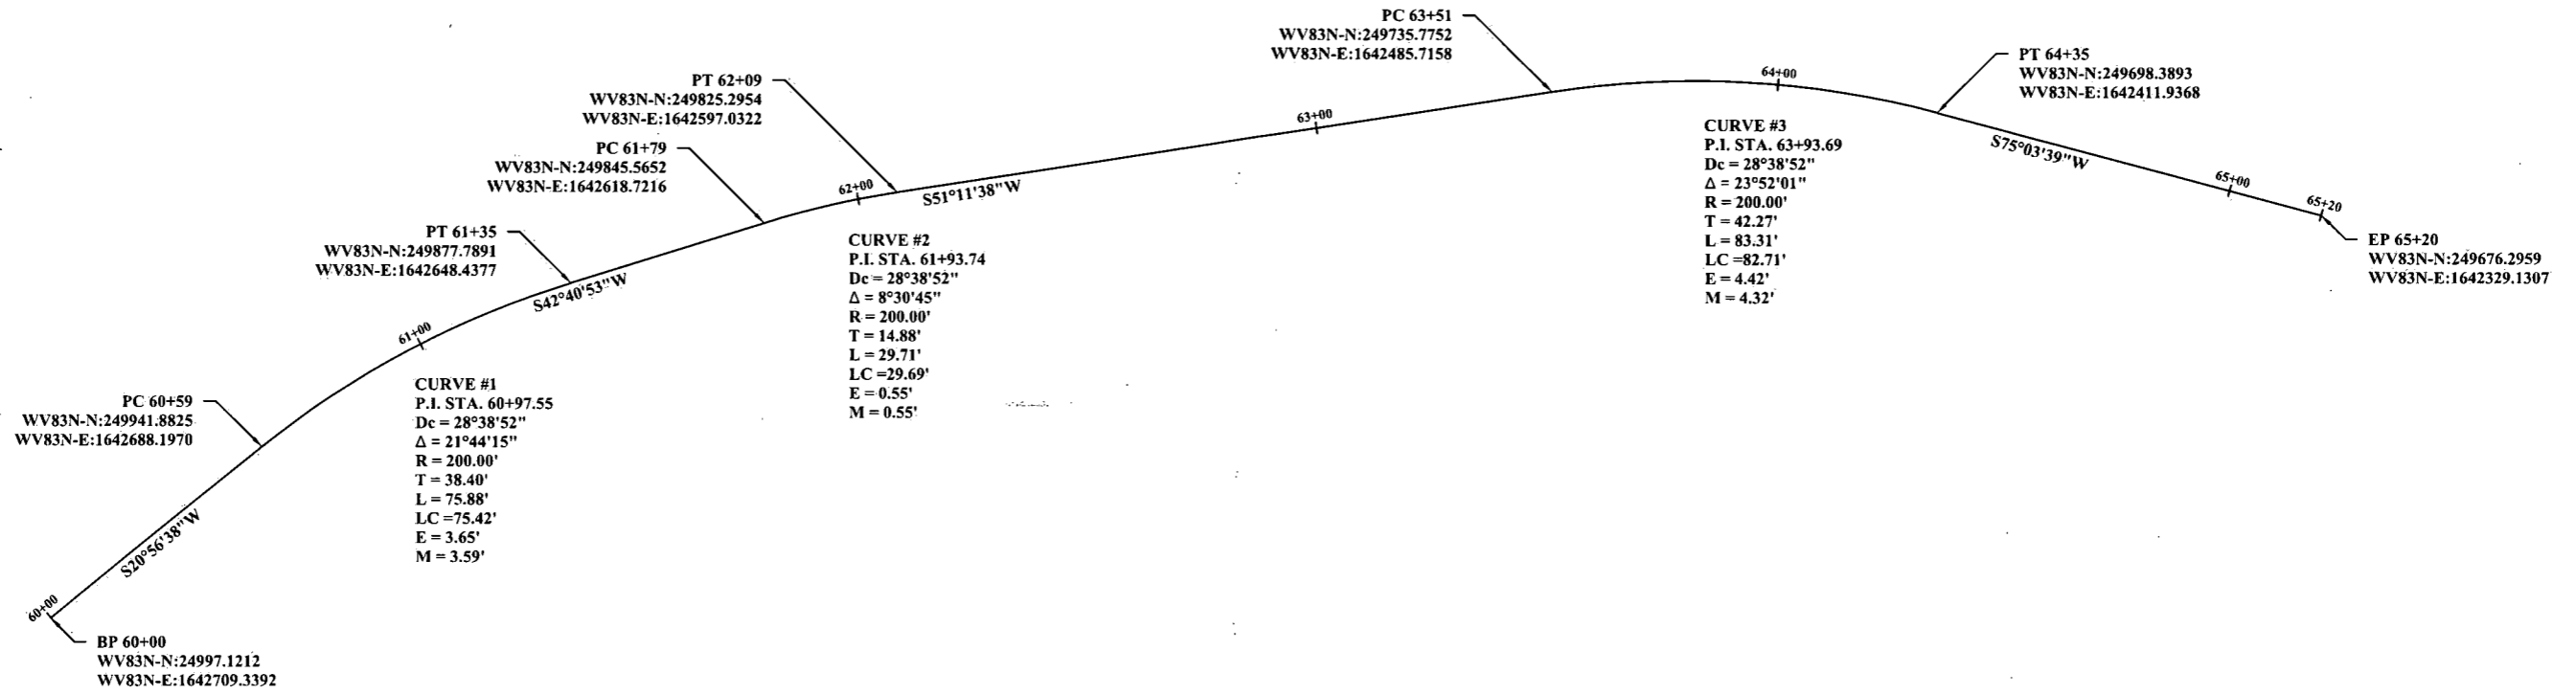 PC 63+51
WV83N-N:249735.7752
WV83N-E:1642485.7158
PT 64+35
WV83N-N:249698.3893
WV83N-E:1642411.9368
64+00
PT 62+09
WV83N-N:249825.2954
WV83N-E:1642597.0322
63+00
CURVE #3
P.I. STA. 63+93.69
Dc = 28°38'52"
Δ = 23°52'01"
R = 200.00'
T = 42.27'
L = 83.31'
LC =82.71'
E = 4.42'
M = 4.32'
S75°03'39"W
PC 61+79
WV83N-N:249845.5652
WV83N-E:1642618.7216
62+00
S51°11'38"W
65+00
65+20
EP 65+20
WV83N-N:249676.2959
WV83N-E:1642329.1307
PT 61+35
WV83N-N:249877.7891
WV83N-E:1642648.4377
S42°40'53"W
CURVE #2
P.I. STA. 61+93.74
Dc = 28°38'52"
Δ = 8°30'45"
R = 200.00'
T = 14.88'
L = 29.71'
LC =29.69'
E = 0.55'
M = 0.55'
61+00
PC 60+59
WV83N-N:249941.8825
WV83N-E:1642688.1970
CURVE #1
P.I. STA. 60+97.55
Dc = 28°38'52"
Δ = 21°44'15"
R = 200.00'
T = 38.40'
L = 75.88'
LC =75.42'
E = 3.65'
M = 3.59'
S20°56'38"W
60+00
BP 60+00
WV83N-N:24997.1212
WV83N-E:1642709.3392